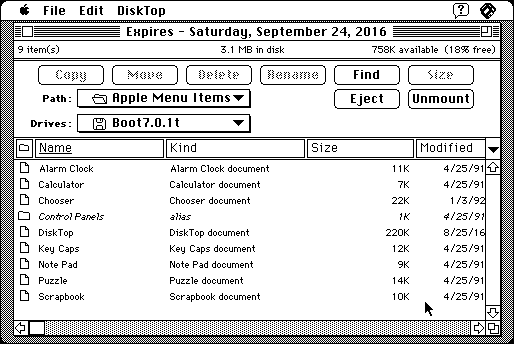 File Edit DiskTop
Expires - Saturday, September 24, 2016
9 item(s) 3.1 MB in disk 758K available (18% free)
Copy Move Delete Rename Find Size
Path: Apple Menu Items Eject Unmount
Drives: Boot7.0.1t
Name Kind Size Modified
Alarm Clock Alarm Clock document 11K 4/25/91
Calculator Calculator document 7K 4/25/91
Chooser Chooser document 22K 1/3/92
Control Panels alias 1K 4/25/91
DiskTop DiskTop document 220K 8/25/16
Key Caps Key Caps document 12K 4/25/91
Note Pad Note Pad document 9K 4/25/91
Puzzle Puzzle document 14K 4/25/91
Scrapbook Scrapbook document 10K 4/25/91